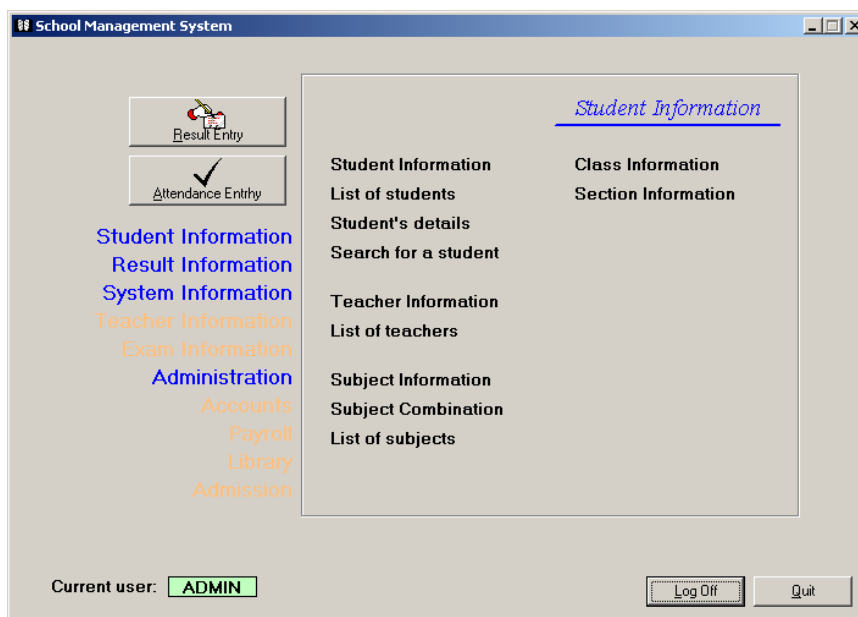 School Management System
Result Entry
Attendance Entrhy
Student Information
Result Information
System Information
Teacher Information
Exam Information
Administration
Accounts
Payroll
Library
Admission
Student Information
Student Information
List of students
Student's details
Search for a student
Teacher Information
List of teachers
Subject Information
Subject Combination
List of subjects
Class Information
Section Information
Current user: ADMIN
Log Off
Quit